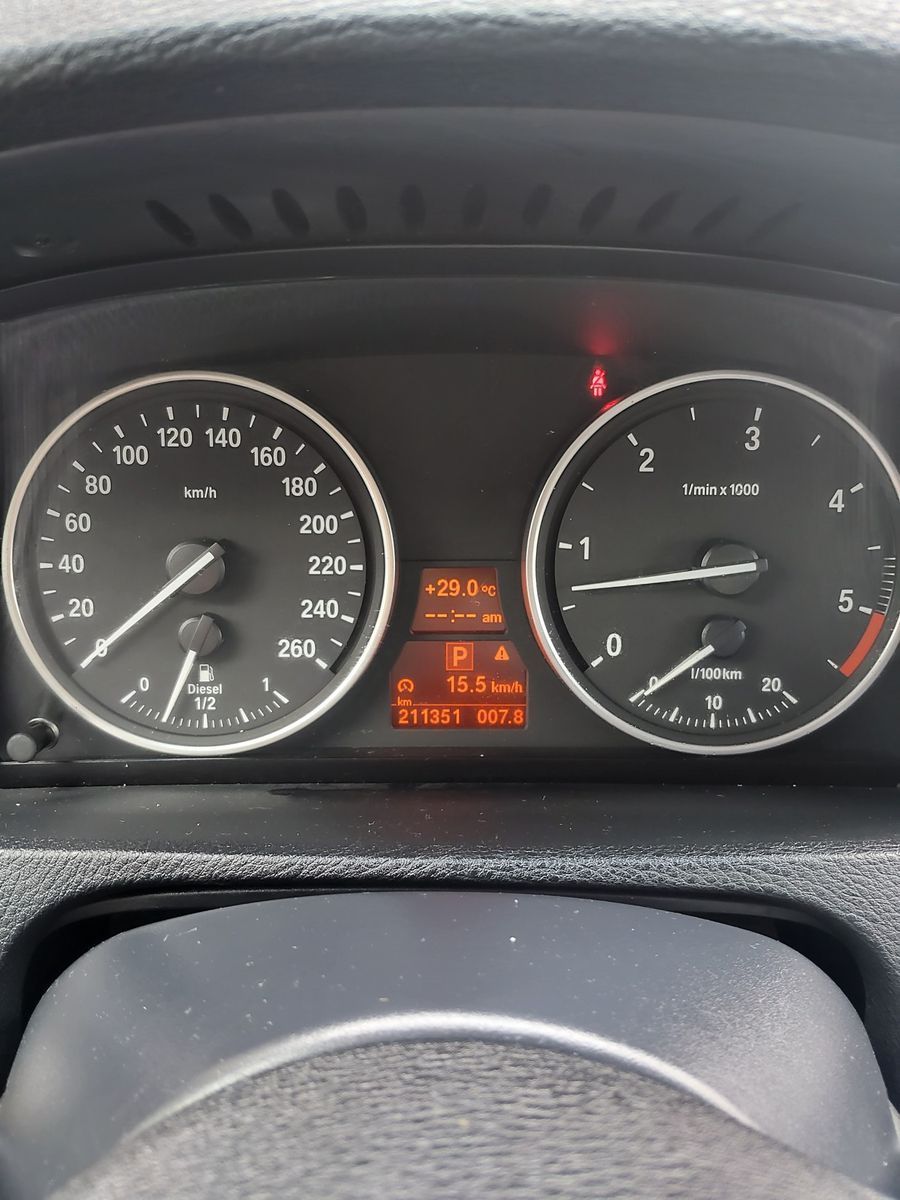 0 20 40 60 80 100 120 140 160 180 200 220 240 260
km/h
0 1/2 1
Diesel
+29.0 °C
--:-- am
P
15.5 km/h
km
211351 007.8
0 1 2 3 4 5
1/min x 1000
l/100km
0 10 20